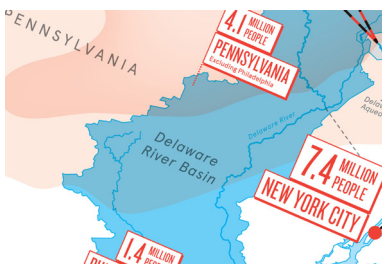 PENNSYLVANIA
4.1 MILLION
PEOPLE
PENNSYLVANIA
Excluding Philadelphia
Delaware
River Basin
Delaware River
7.4 MILLION
PEOPLE
NEW YORK CITY
1.4 MILLION